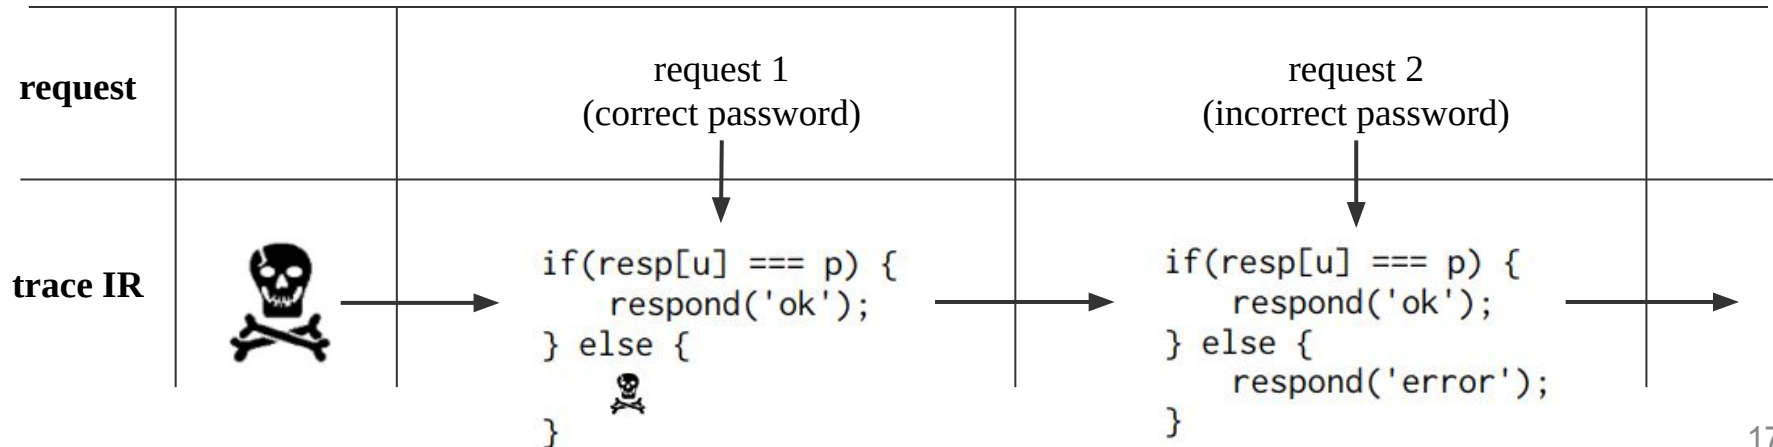 request
request 1
(correct password)
request 2
(incorrect password)
trace IR
if(resp[u] === p) {
respond('ok');
} else {
}
if(resp[u] === p) {
respond('ok');
} else {
respond('error');
}
17